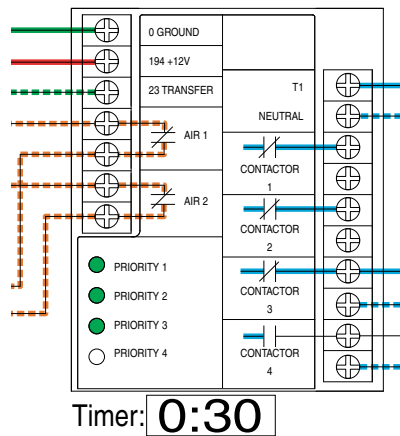 0 GROUND
194 +12V
23 TRANSFER
AIR 1
AIR 2
T1
NEUTRAL
CONTACTOR
1
CONTACTOR
2
CONTACTOR
3
CONTACTOR
4
PRIORITY 1
PRIORITY 2
PRIORITY 3
PRIORITY 4
Timer: 0:30